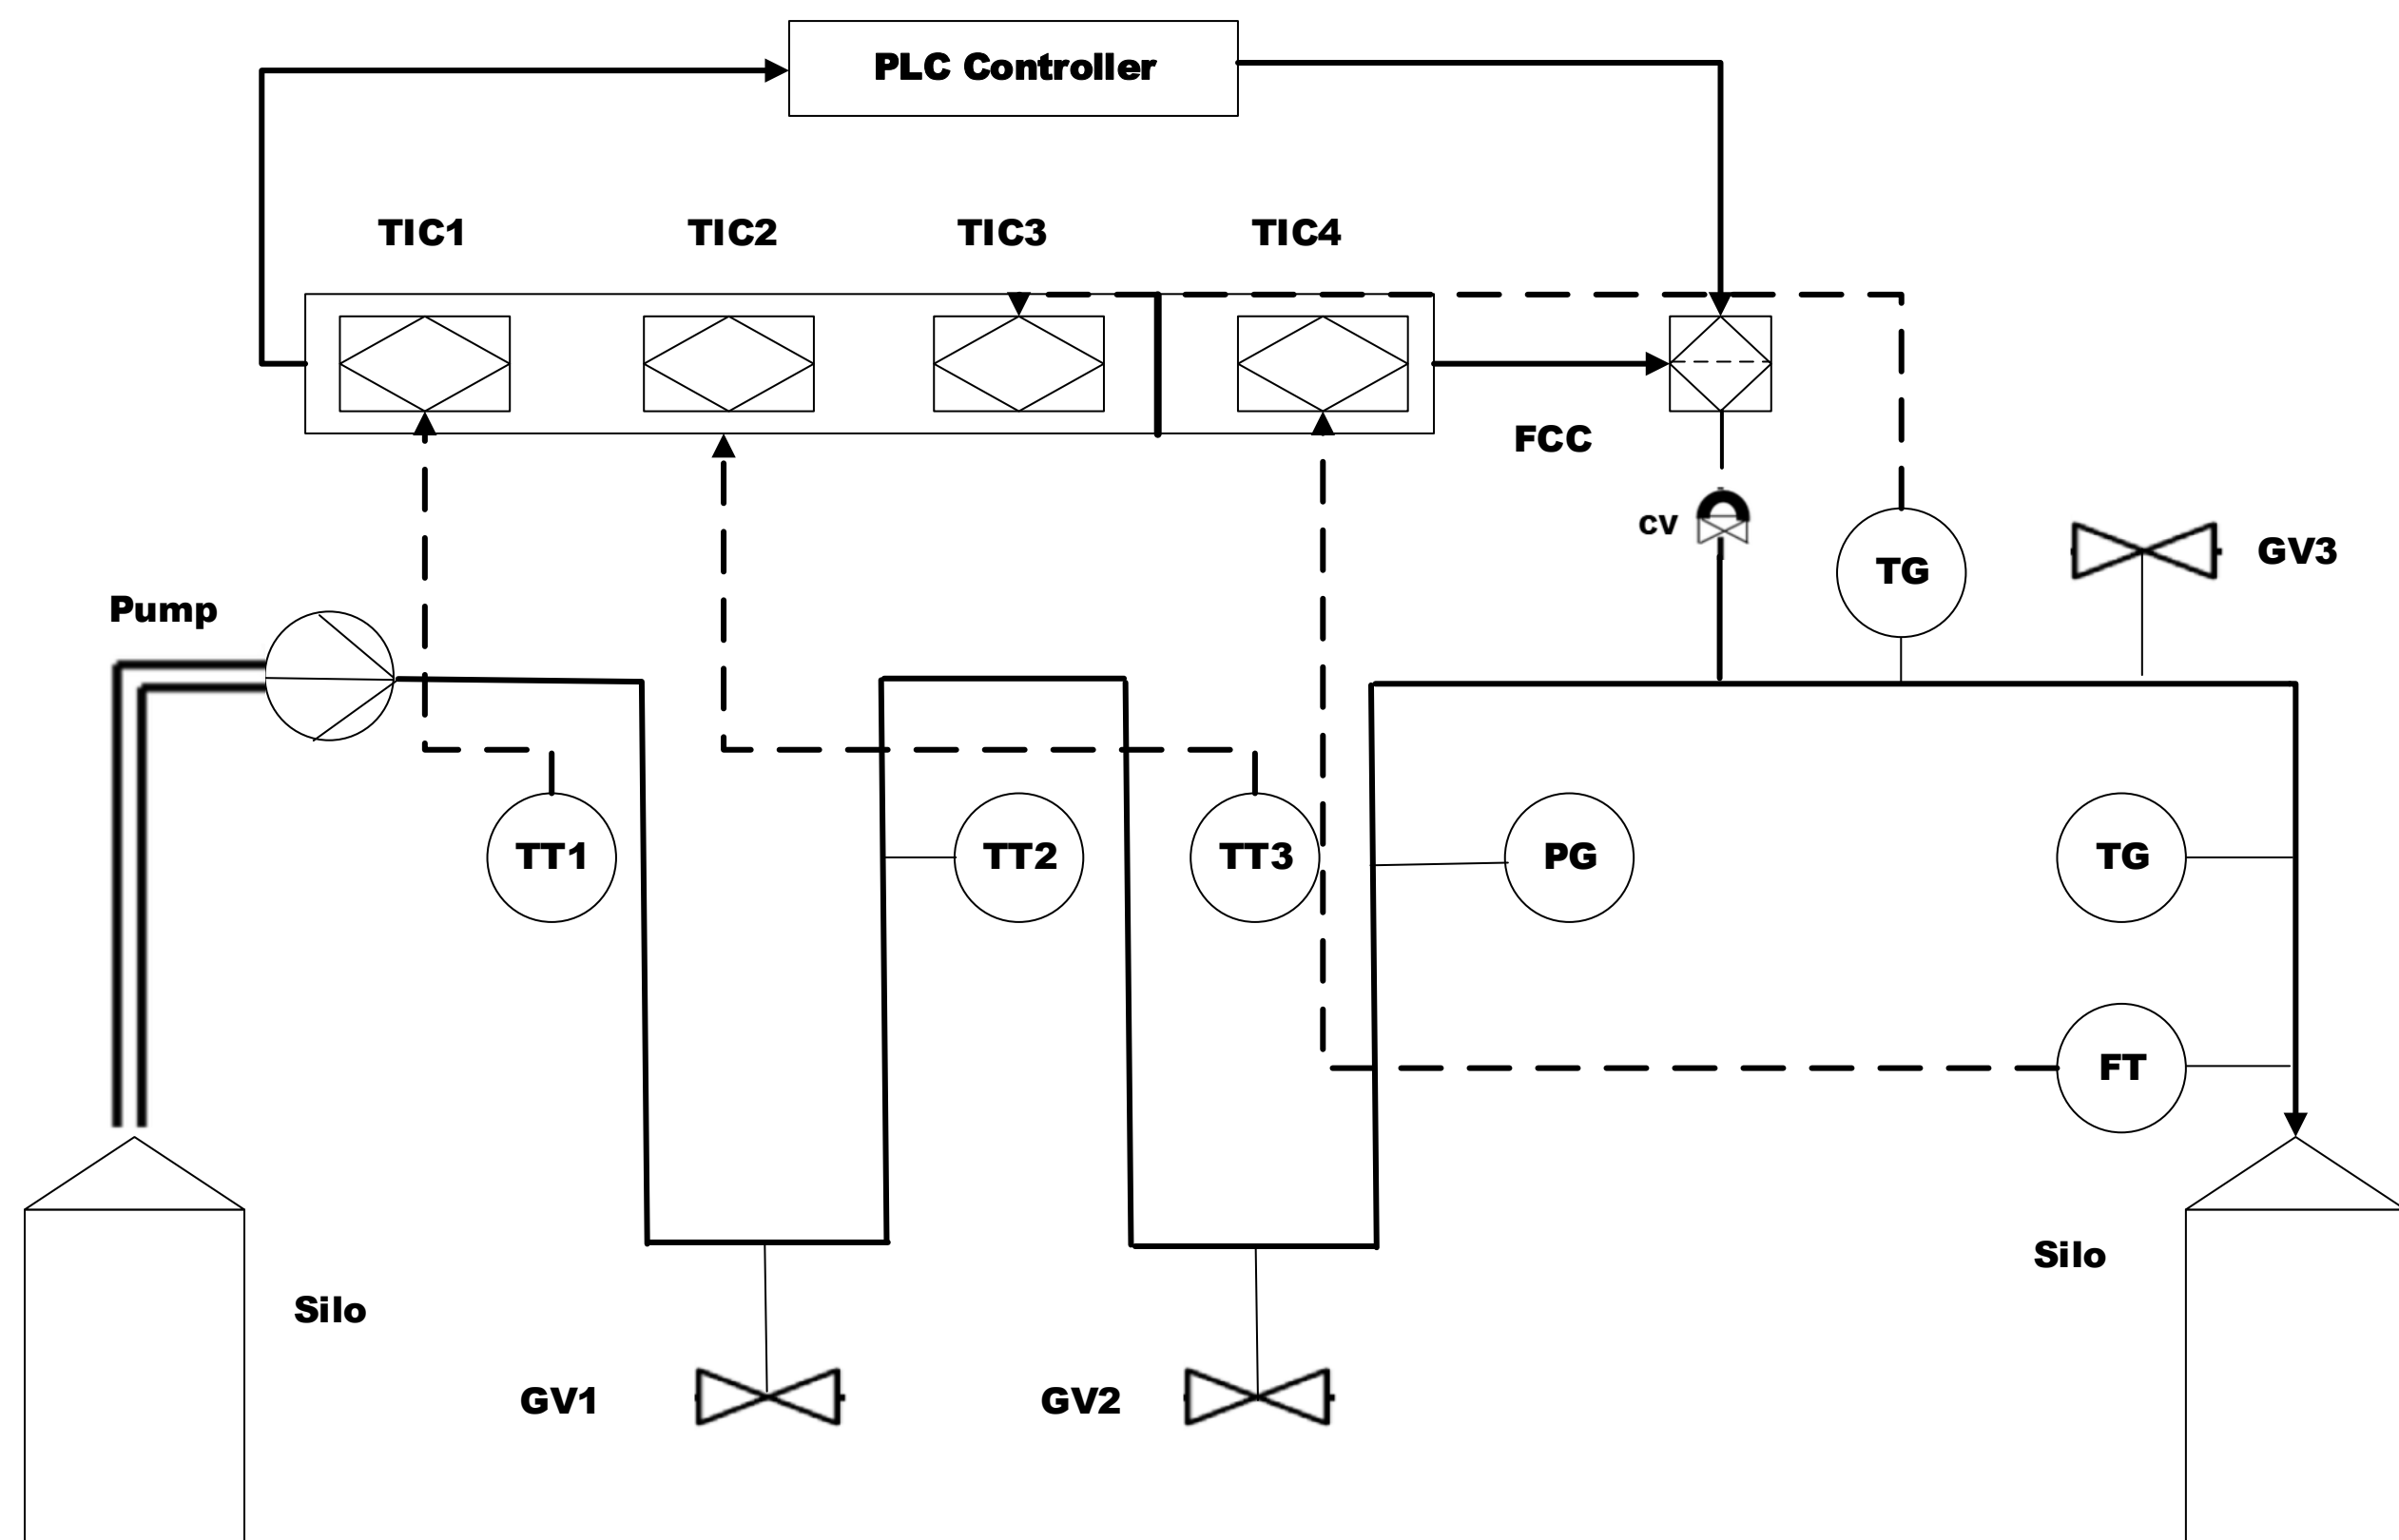 PLC Controller
TIC1
TIC2
TIC3
TIC4
FCC
CV
TG
GV3
Pump
TT1
TT2
TT3
PG
TG
FT
Silo
Silo
GV1
GV2